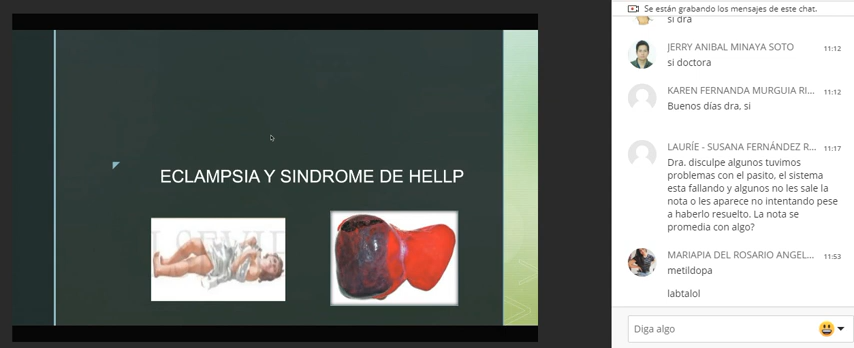 Se están grabando los mensajes de este chat.
si dra
JERRY ANIBAL MINAYA SOTO 11:12
si doctora
KAREN FERNANDA MURGUIA RI... 11:12
Buenos días dra, si
LAURÍE - SUSANA FERNÁNDEZ R... 11:17
Dra. disculpe algunos tuvimos
problemas con el pasito, el sistema
esta fallando y algunos no les sale la
nota o les aparece no intentando pese
a haberlo resuelto. La nota se
promedia con algo?
MARIAPIA DEL ROSARIO ANGEL... 11:53
metildopa
labtalol
Diga algo
ECLAMPSIA Y SINDROME DE HELLP